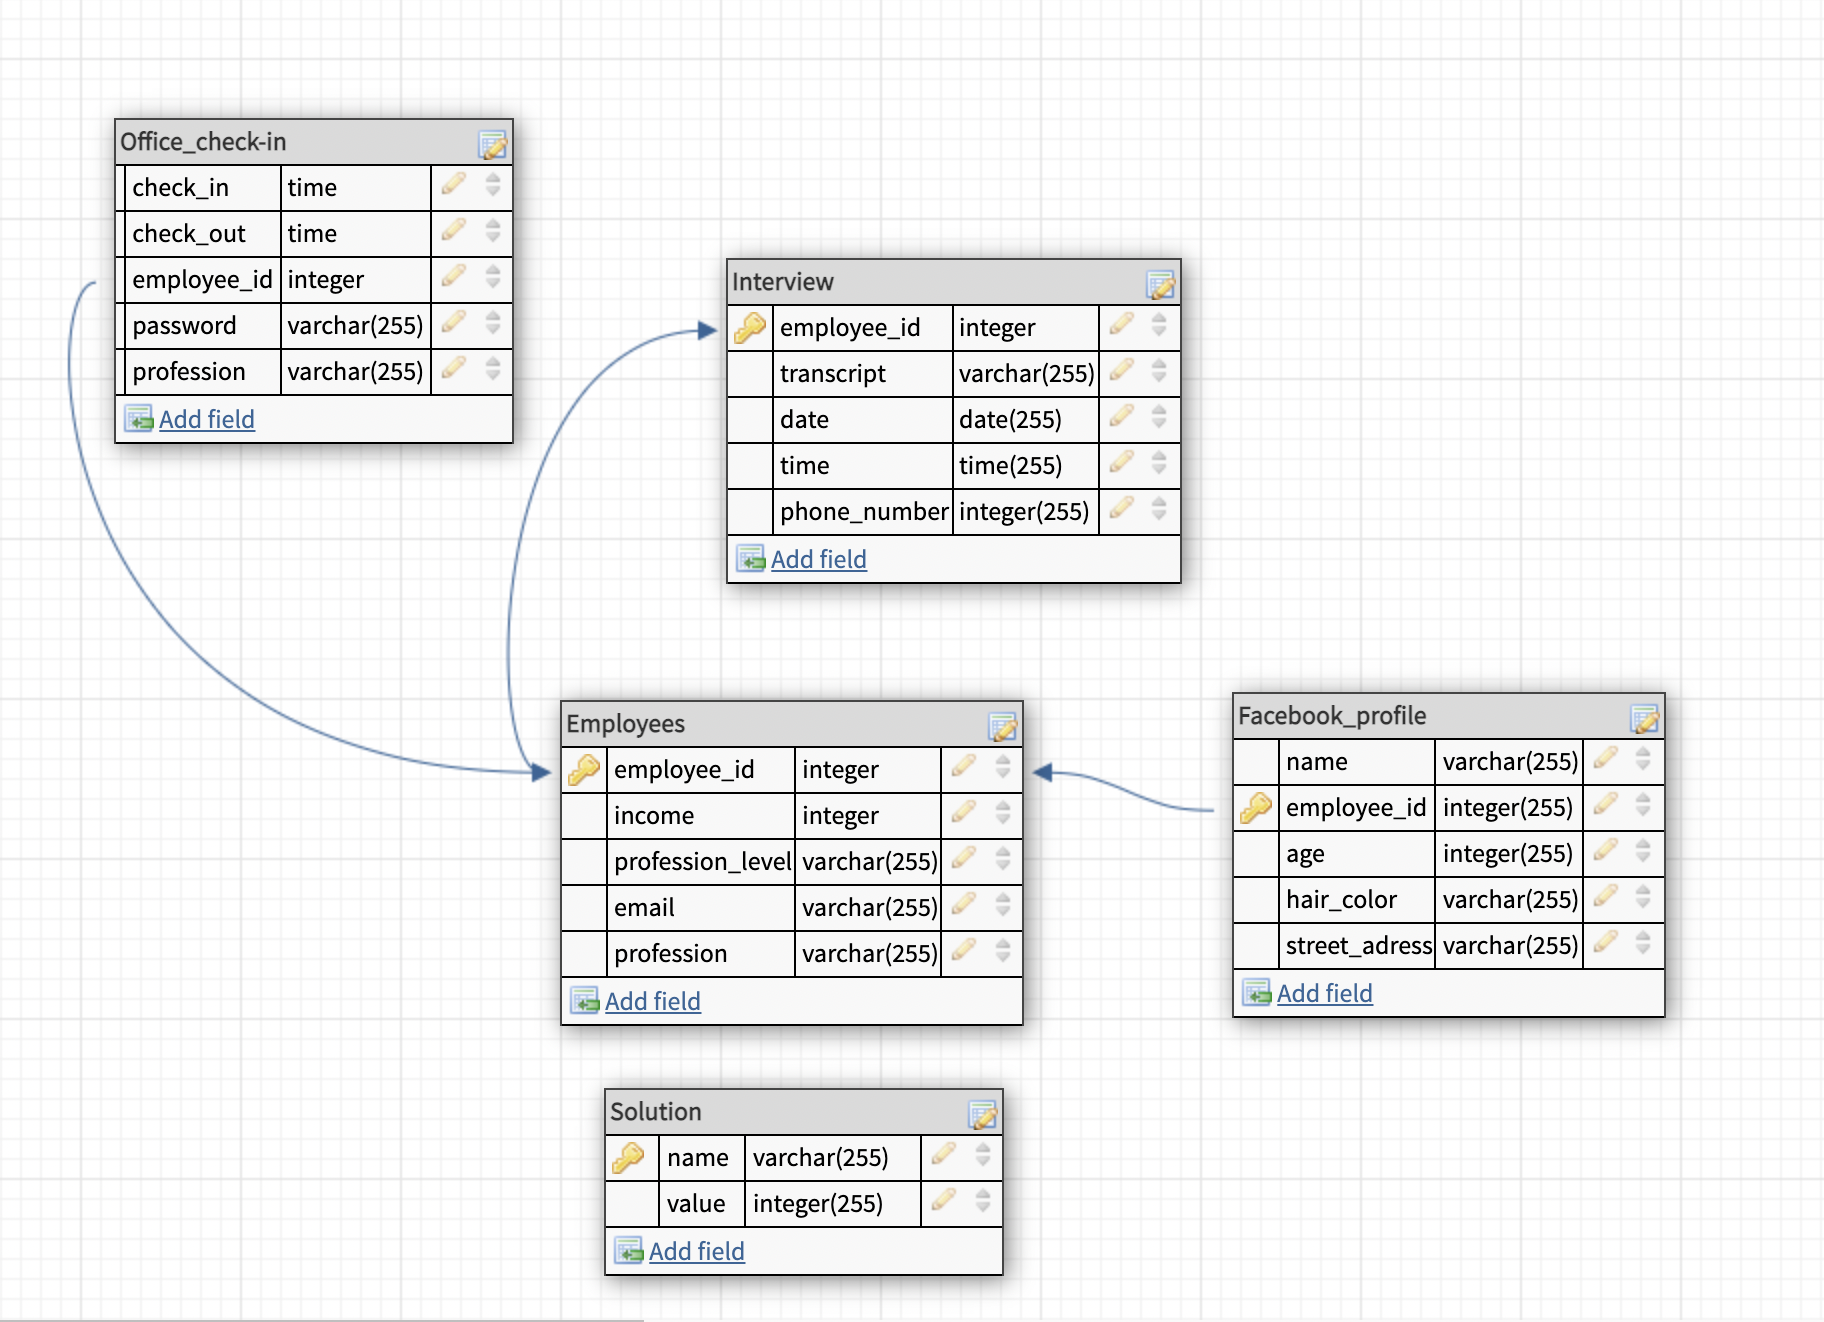 Office_check-in
check_in time
check_out time
employee_id integer
password varchar(255)
profession varchar(255)
Add field
Interview
employee_id integer
transcript varchar(255)
date date(255)
time time(255)
phone_number integer(255)
Add field
Employees
employee_id integer
income integer
profession_level varchar(255)
email varchar(255)
profession varchar(255)
Add field
Facebook_profile
name varchar(255)
employee_id integer(255)
age integer(255)
hair_color varchar(255)
street_adress varchar(255)
Add field
Solution
name varchar(255)
value integer(255)
Add field